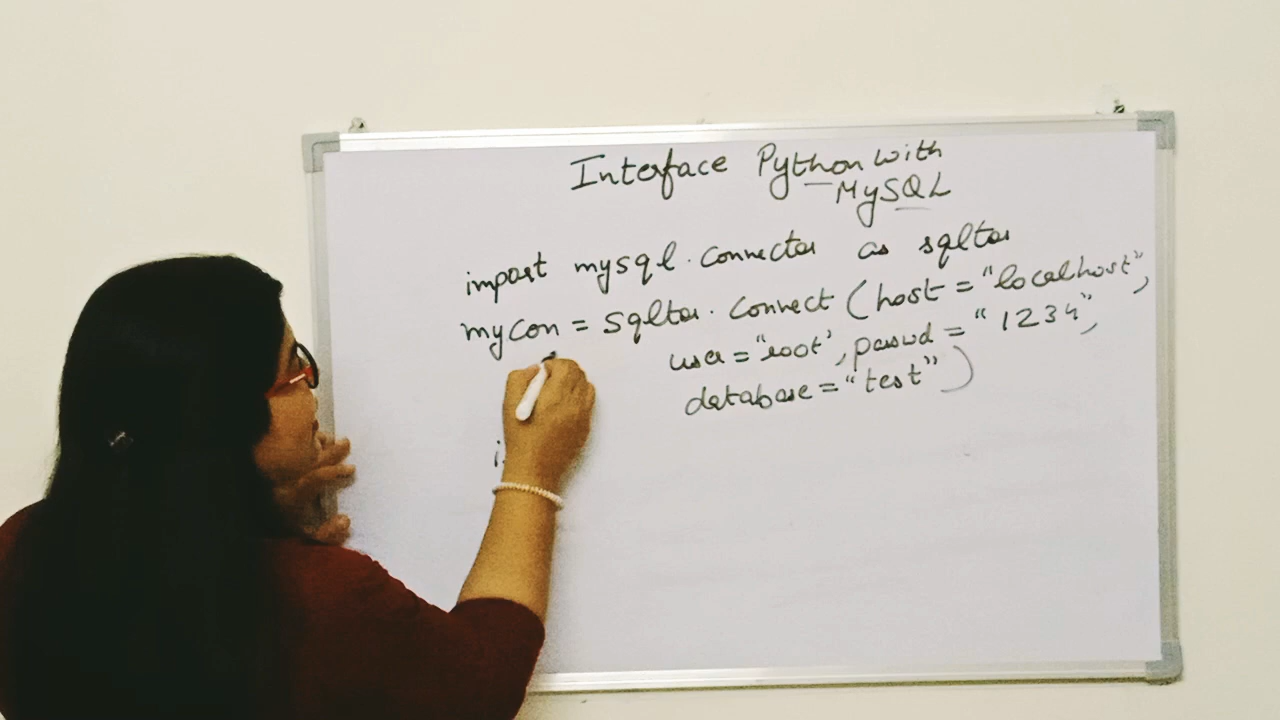 Interface Python with
MySQL
import mysql.connector as sqltor
mycon = sqltor.connect(host = "localhost",
user = "root', passwd = "1234",
database = "test")
i